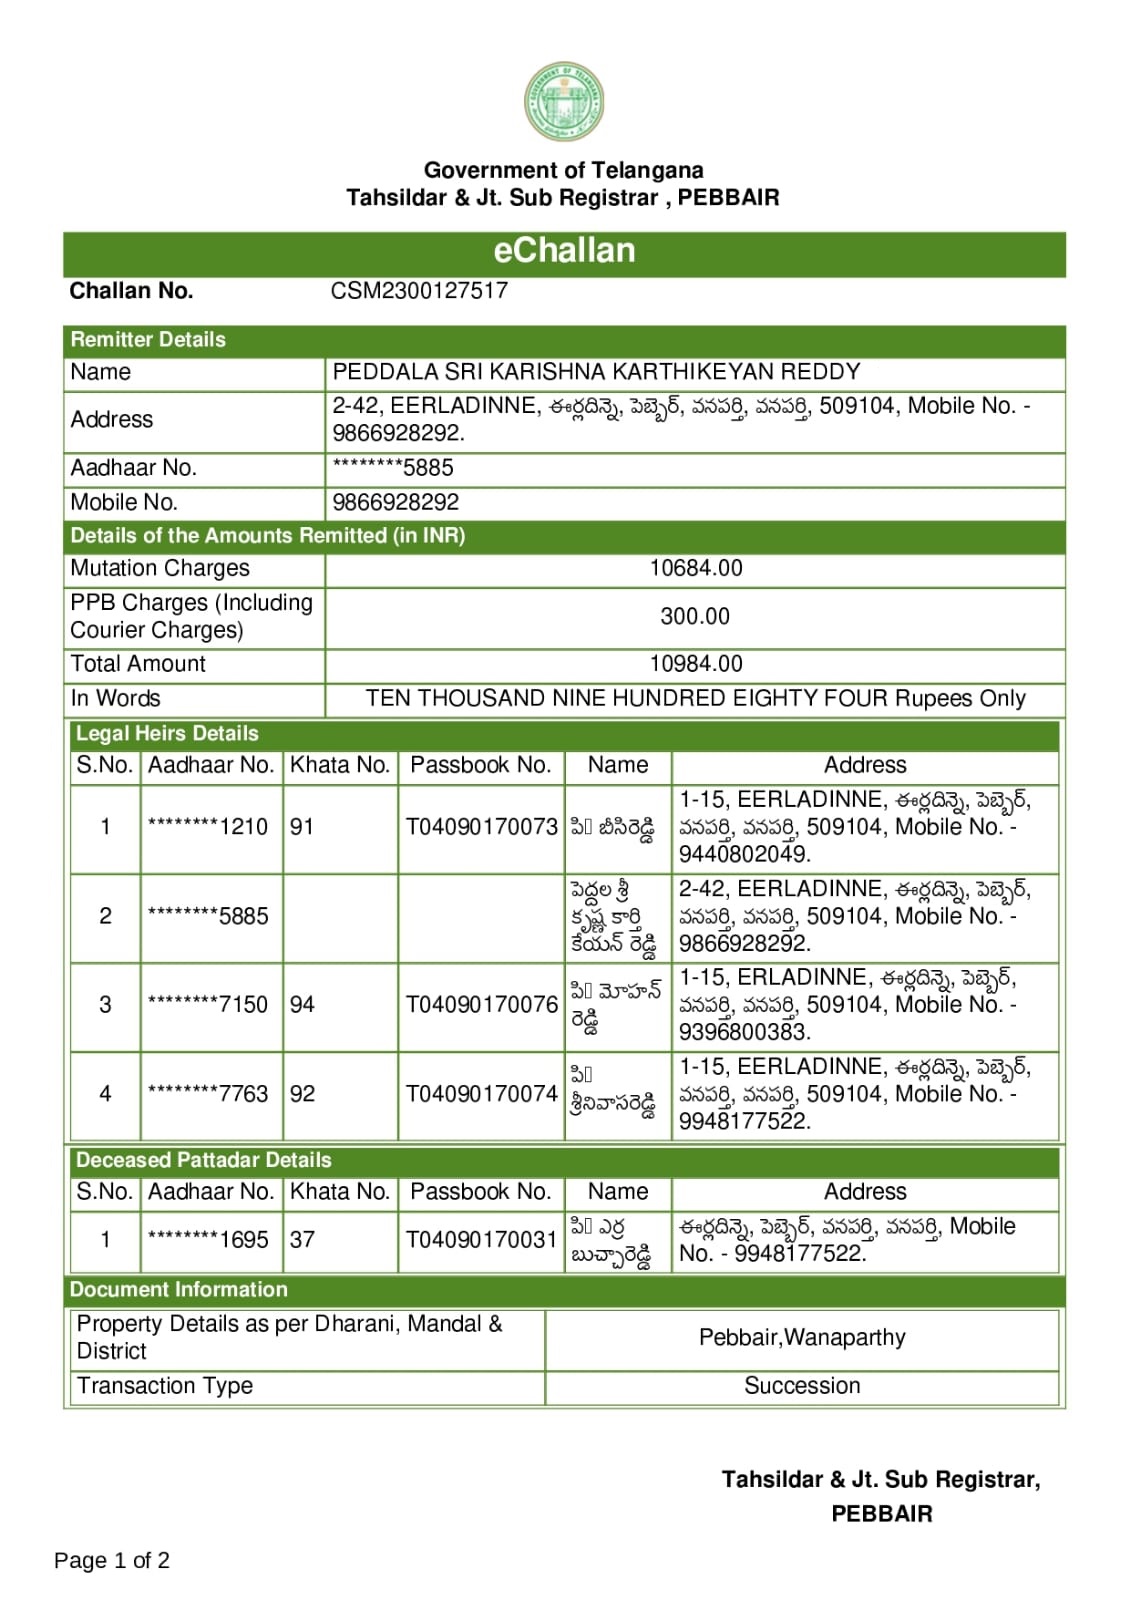 Government of Telangana
Tahsildar & Jt. Sub Registrar , PEBBAIR
eChallan
Challan No. CSM2300127517
Remitter Details
Name PEDDALA SRI KARISHNA KARTHIKEYAN REDDY
Address 2-42, EERLADINNE, ఈర్లదిన్నె, పెబ్బైర్, వనపర్తి, వనపర్తి, 509104, Mobile No. -
9866928292.
Aadhaar No. ********5885
Mobile No. 9866928292
Details of the Amounts Remitted (in INR)
Mutation Charges 10684.00
PPB Charges (Including
Courier Charges) 300.00
Total Amount 10984.00
In Words TEN THOUSAND NINE HUNDRED EIGHTY FOUR Rupees Only
Legal Heirs Details
S.No. Aadhaar No. Khata No. Passbook No. Name Address
1 ********1210 91 T04090170073 పి బీసిరెడ్డి 1-15, EERLADINNE, ఈర్లదిన్నె, పెబ్బైర్,
వనపర్తి, వనపర్తి, 509104, Mobile No. -
9440802049.
2 ********5885 పెద్దల శ్రీ
కృష్ణ కార్తి
కేయన్ రెడ్డి 2-42, EERLADINNE, ఈర్లదిన్నె, పెబ్బైర్,
వనపర్తి, వనపర్తి, 509104, Mobile No. -
9866928292.
3 ********7150 94 T04090170076 పి మోహన్
రెడ్డి 1-15, ERLADINNE, ఈర్లదిన్నె, పెబ్బైర్,
వనపర్తి, వనపర్తి, 509104, Mobile No. -
9396800383.
4 ********7763 92 T04090170074 పి
శ్రీనివాసరెడ్డి 1-15, EERLADINNE, ఈర్లదిన్నె, పెబ్బైర్,
వనపర్తి, వనపర్తి, 509104, Mobile No. -
9948177522.
Deceased Pattadar Details
S.No. Aadhaar No. Khata No. Passbook No. Name Address
1 ********1695 37 T04090170031 పి ఎర్ర
బుచ్చారెడ్డి ఈర్లదిన్నె, పెబ్బైర్, వనపర్తి, వనపర్తి, Mobile
No. - 9948177522.
Document Information
Property Details as per Dharani, Mandal &
District Pebbair,Wanaparthy
Transaction Type Succession
Tahsildar & Jt. Sub Registrar,
PEBBAIR
Page 1 of 2